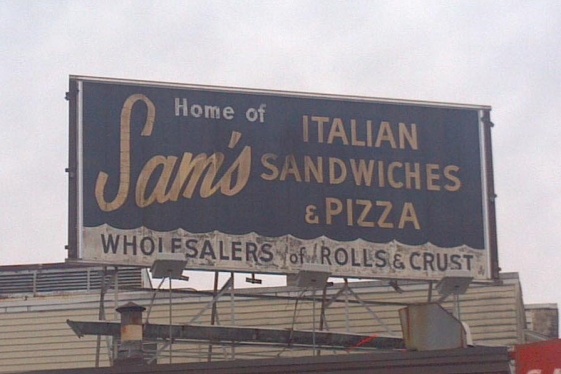 Home of
Sam's
ITALIAN
SANDWICHES
& PIZZA
WHOLESALERS of ROLLS & CRUST